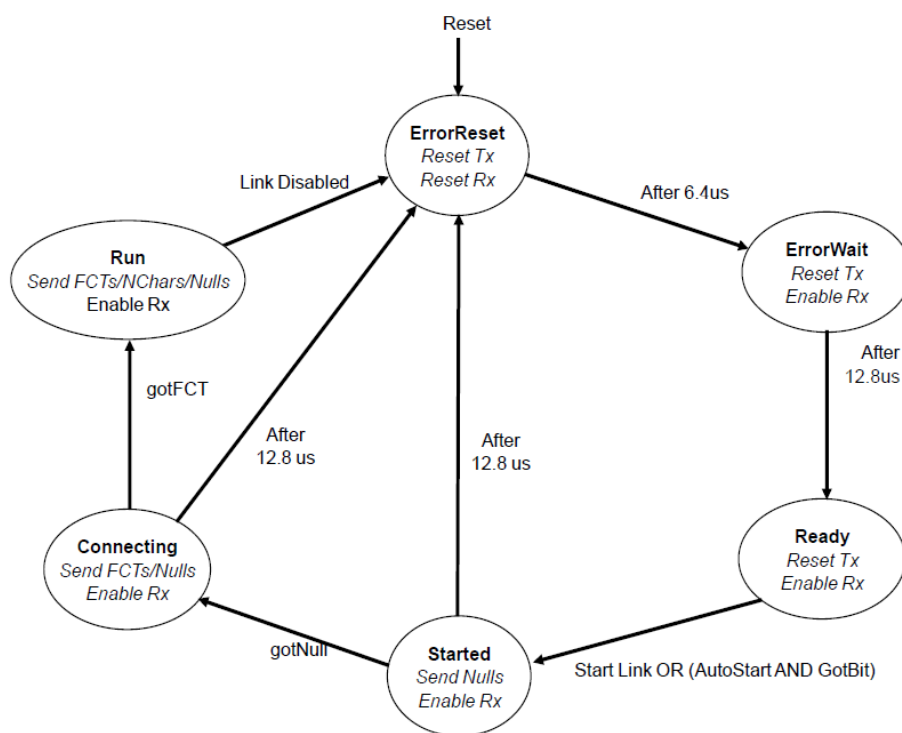 Reset
ErrorReset
Reset Tx
Reset Rx
Link Disabled
After 6.4us
Run
Send FCTs/NChars/Nulls
Enable Rx
ErrorWait
Reset Tx
Enable Rx
After
12.8us
gotFCT
After
12.8 us
After
12.8 us
Connecting
Send FCTs/Nulls
Enable Rx
Ready
Reset Tx
Enable Rx
gotNull
Started
Send Nulls
Enable Rx
Start Link OR (AutoStart AND GotBit)